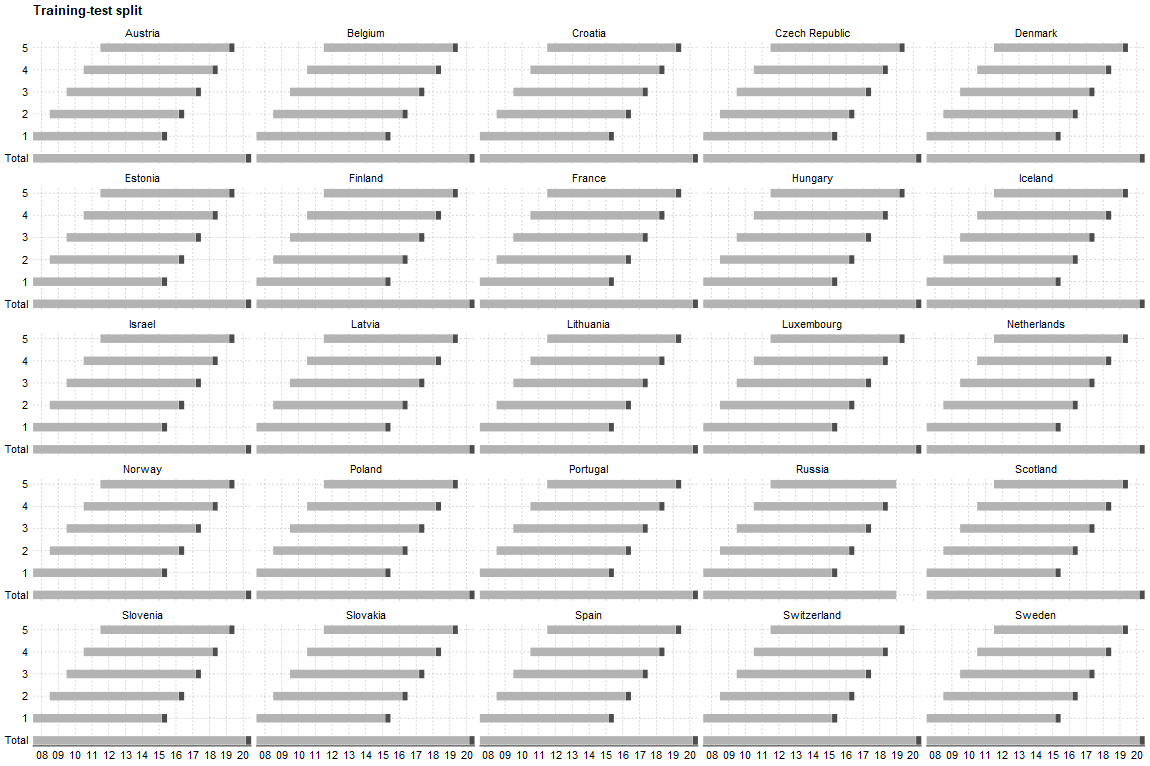 Training-test split
Austria Belgium Croatia Czech Republic Denmark
5
4
3
2
1
Total
Estonia Finland France Hungary Iceland
5
4
3
2
1
Total
Israel Latvia Lithuania Luxembourg Netherlands
5
4
3
2
1
Total
Norway Poland Portugal Russia Scotland
5
4
3
2
1
Total
Slovenia Slovakia Spain Switzerland Sweden
5
4
3
2
1
Total
08 09 10 11 12 13 14 15 16 17 18 19 20 08 09 10 11 12 13 14 15 16 17 18 19 20 08 09 10 11 12 13 14 15 16 17 18 19 20 08 09 10 11 12 13 14 15 16 17 18 19 20 08 09 10 11 12 13 14 15 16 17 18 19 20